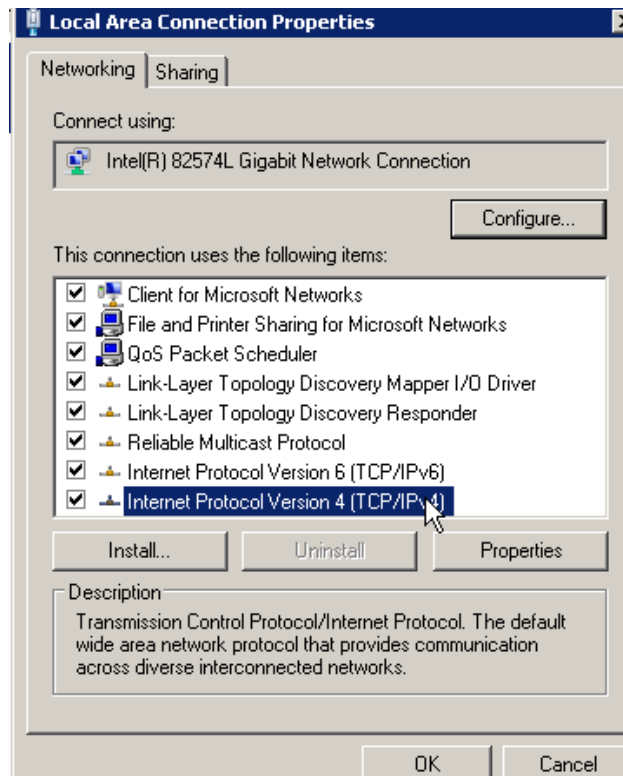 Local Area Connection Properties
Networking
Sharing
Connect using:
Intel(R) 82574L Gigabit Network Connection
Configure...
This connection uses the following items:
Client for Microsoft Networks
File and Printer Sharing for Microsoft Networks
QoS Packet Scheduler
Link-Layer Topology Discovery Mapper I/O Driver
Link-Layer Topology Discovery Responder
Reliable Multicast Protocol
Internet Protocol Version 6 (TCP/IPv6)
Internet Protocol Version 4 (TCP/IPv4)
Install...
Uninstall
Properties
Description
Transmission Control Protocol/Internet Protocol. The default
wide area network protocol that provides communication
across diverse interconnected networks.
OK
Cancel